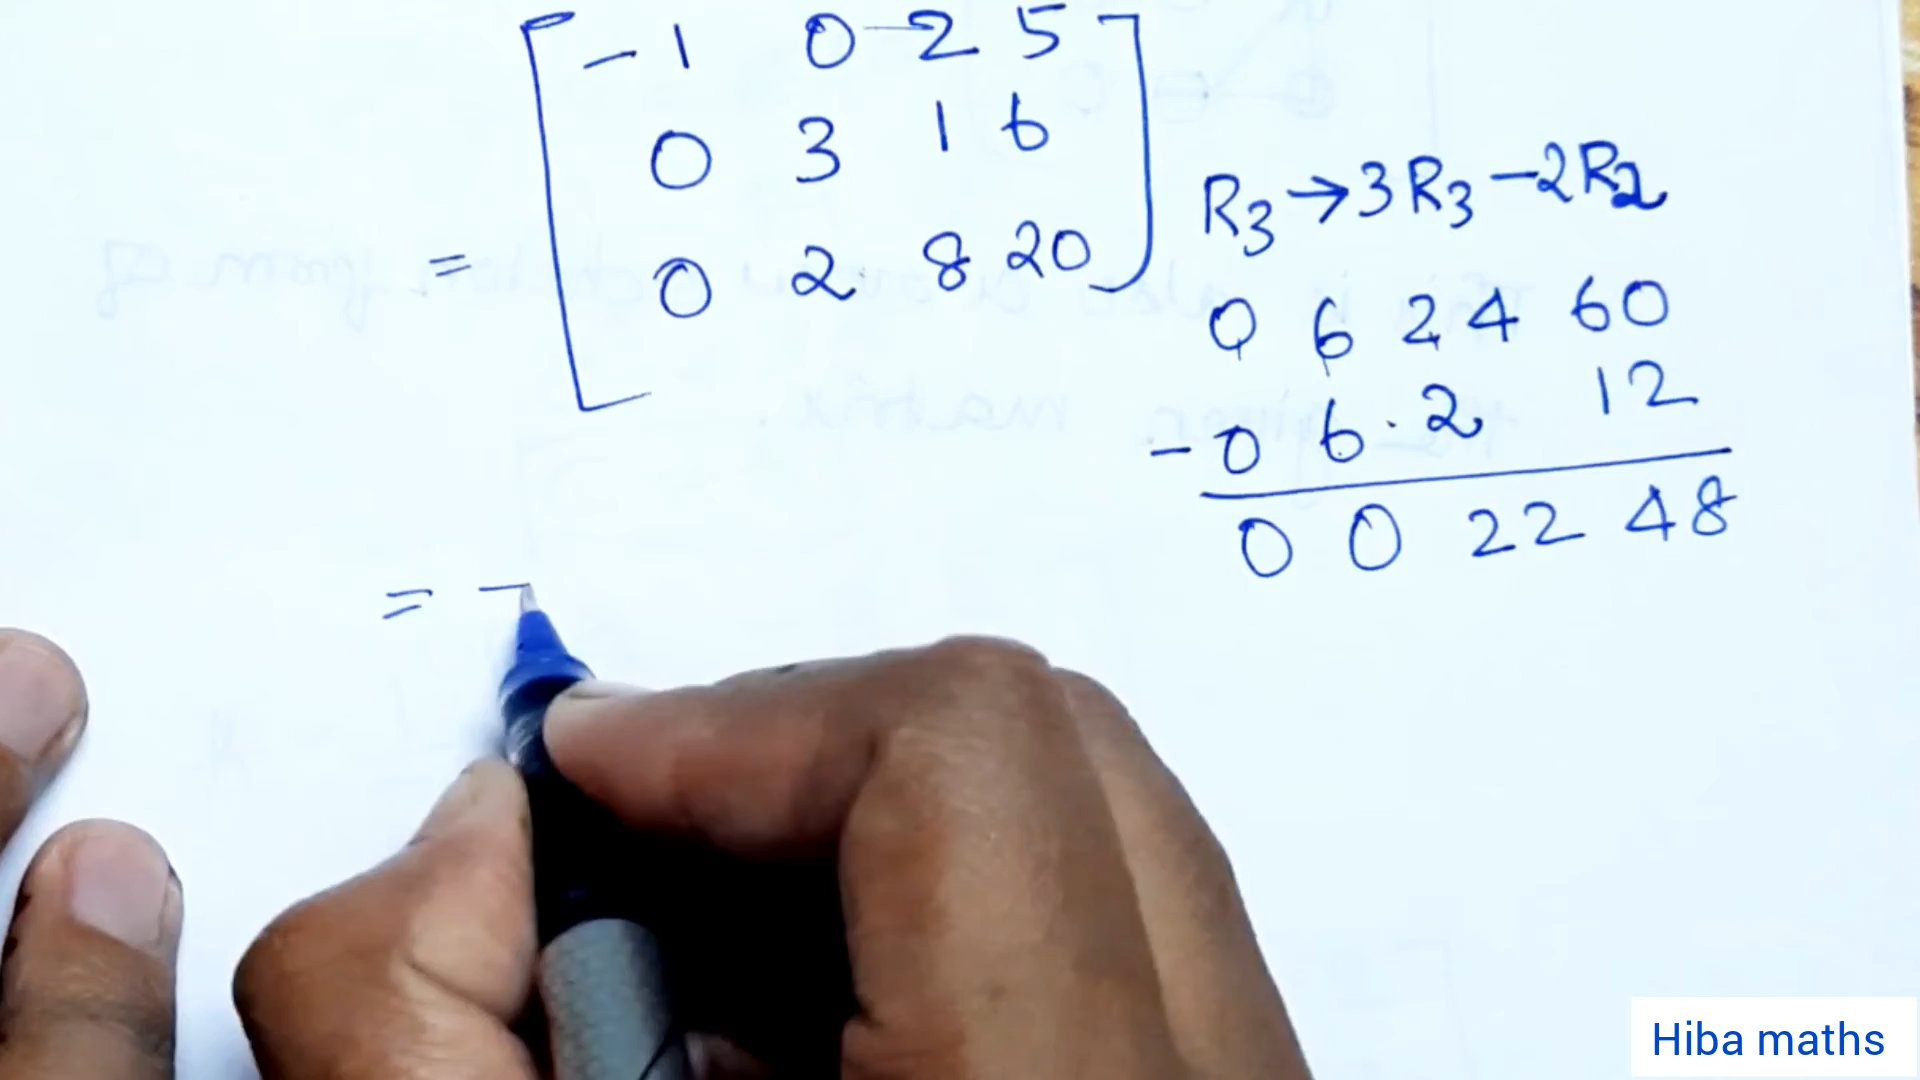 -1 0 -2 5
0 3 1 6
= 0 2 8 20
R3 → 3R3 - 2R2
0 6 24 60
- 0 6 2 12
0 0 22 48
=
Hiba maths